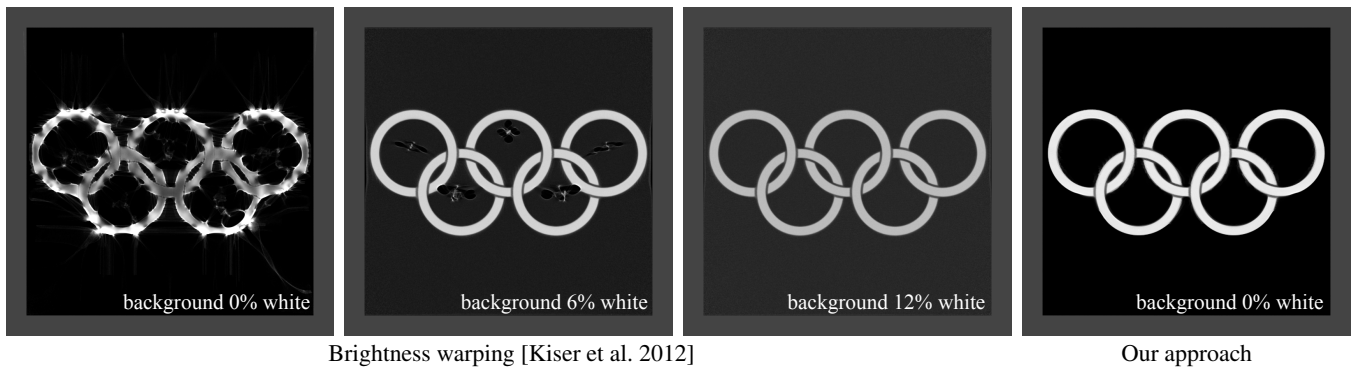 background 0% white
background 6% white
background 12% white
background 0% white
Brightness warping [Kiser et al. 2012]
Our approach